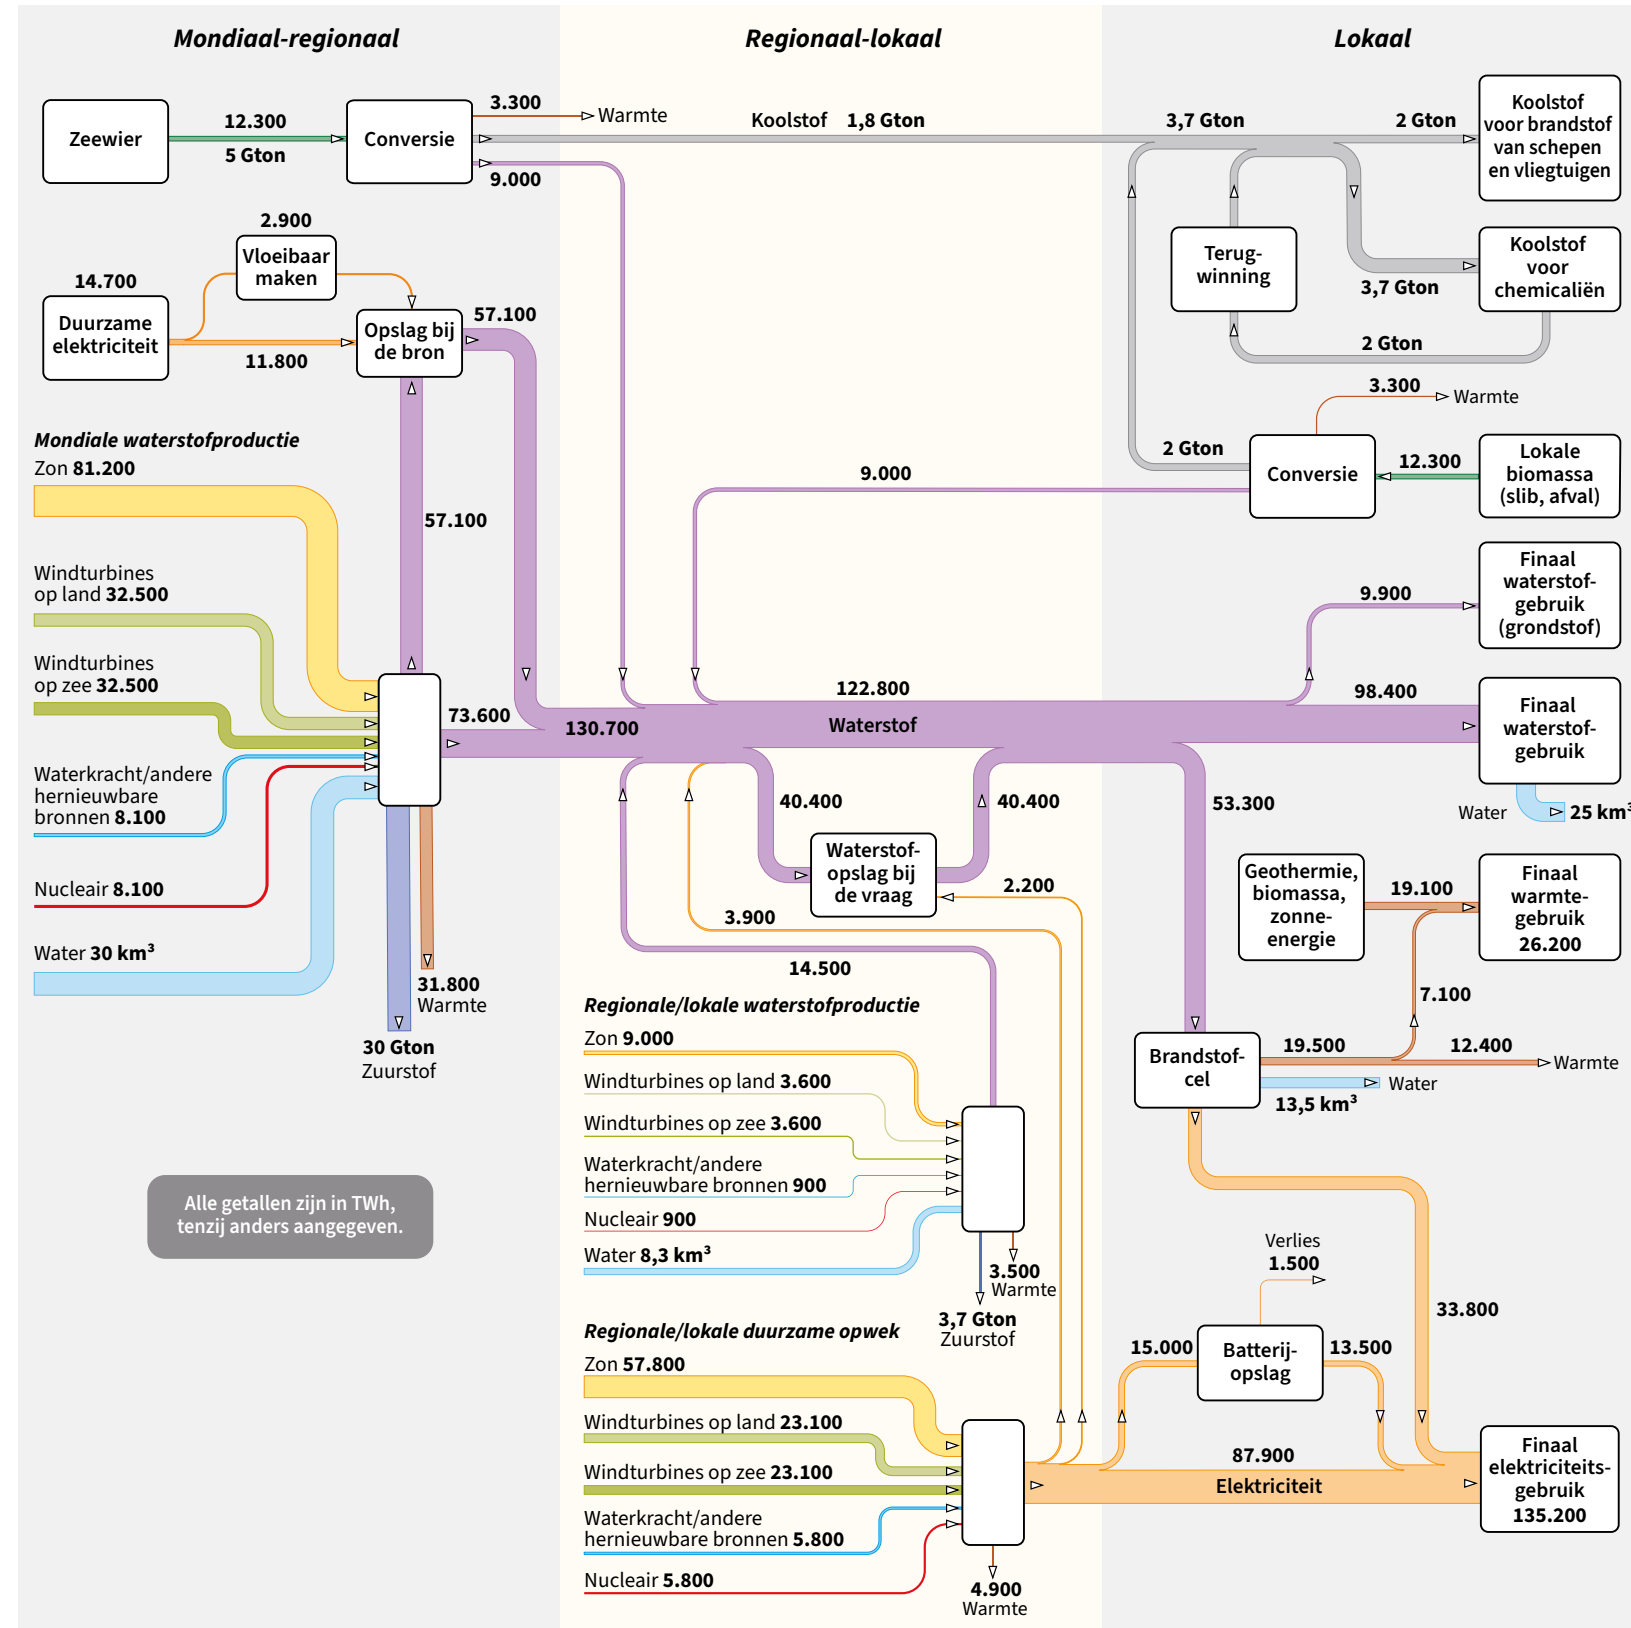 Mondiaal-regionaal
Regionaal-lokaal
Lokaal
Zeewier
12.300
5 Gton
Conversie
3.300
Warmte
9.000
Koolstof 1,8 Gton
3,7 Gton
2 Gton
Koolstof
voor brandstof
van schepen
en vliegtuigen
Terug-
winning
3,7 Gton
Koolstof
voor
chemicaliën
2 Gton
14.700
Duurzame
elektriciteit
2.900
Vloeibaar
maken
11.800
Opslag bij
de bron
57.100
57.100
3.300
Warmte
2 Gton
Conversie
12.300
Lokale
biomassa
(slib, afval)
9.000
Mondiale waterstofproductie
Zon 81.200
Windturbines
op land 32.500
Windturbines
op zee 32.500
Waterkracht/andere
hernieuwbare
bronnen 8.100
Nucleair 8.100
Water 30 km³
31.800
Warmte
30 Gton
Zuurstof
73.600
130.700
122.800
Waterstof
9.900
Finaal
waterstof-
gebruik
(grondstof)
98.400
Finaal
waterstof-
gebruik
Water
25 km³
40.400
40.400
Waterstof-
opslag bij
de vraag
2.200
3.900
14.500
53.300
Geothermie,
biomassa,
zonne-
energie
19.100
Finaal
warmte-
gebruik
26.200
7.100
Brandstof-
cel
19.500
12.400
Warmte
Water
13,5 km³
Regionale/lokale waterstofproductie
Zon 9.000
Windturbines op land 3.600
Windturbines op zee 3.600
Waterkracht/andere
hernieuwbare bronnen 900
Nucleair 900
Water 8,3 km³
3.500
Warmte
3,7 Gton
Zuurstof
Alle getallen zijn in TWh,
tenzij anders aangegeven.
Regionale/lokale duurzame opwek
Zon 57.800
Windturbines op land 23.100
Windturbines op zee 23.100
Waterkracht/andere
hernieuwbare bronnen 5.800
Nucleair 5.800
4.900
Warmte
Verlies
1.500
15.000
Batterij-
opslag
13.500
33.800
87.900
Elektriciteit
Finaal
elektriciteits-
gebruik
135.200